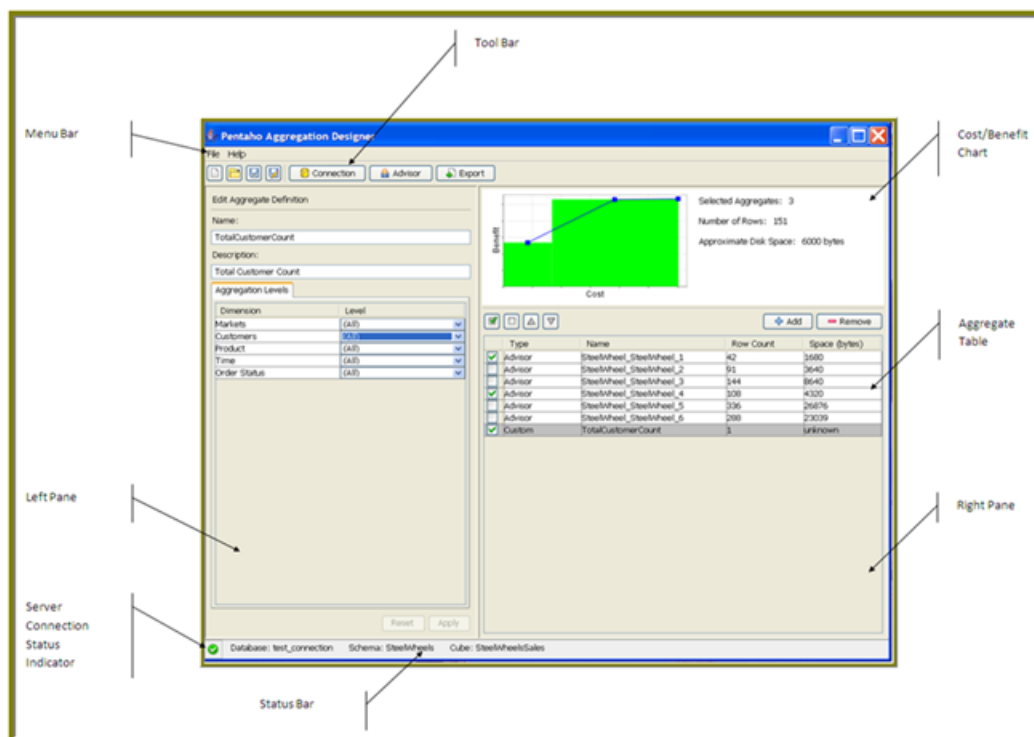 Tool Bar
Menu Bar
Cost/Benefit
Chart
Pentaho Aggregation Designer
File Help
Connection Advisor Export
Edit Aggregate Definition
Name:
TotalCustomerCount
Description:
Total Customer Count
Aggregation Levels
Dimension Level
Markets (All)
Customers (All)
Product (All)
Time (All)
Order Status (All)
Reset Apply
Benefit
Cost
Selected Aggregates: 3
Number of Rows: 151
Approximate Disk Space: 6000 bytes
Add Remove
Type Name Row Count Space (bytes)
Advisor SteelWheel_SteelWheel_1 42 1680
Advisor SteelWheel_SteelWheel_2 91 3640
Advisor SteelWheel_SteelWheel_3 144 8640
Advisor SteelWheel_SteelWheel_4 108 4320
Advisor SteelWheel_SteelWheel_5 336 26876
Advisor SteelWheel_SteelWheel_6 288 23039
Custom TotalCustomerCount 1 unknown
Aggregate
Table
Left Pane
Right Pane
Server
Connection
Status
Indicator
Database: test_connection Schema: SteelWheels Cube: SteelWheelsSales
Status Bar